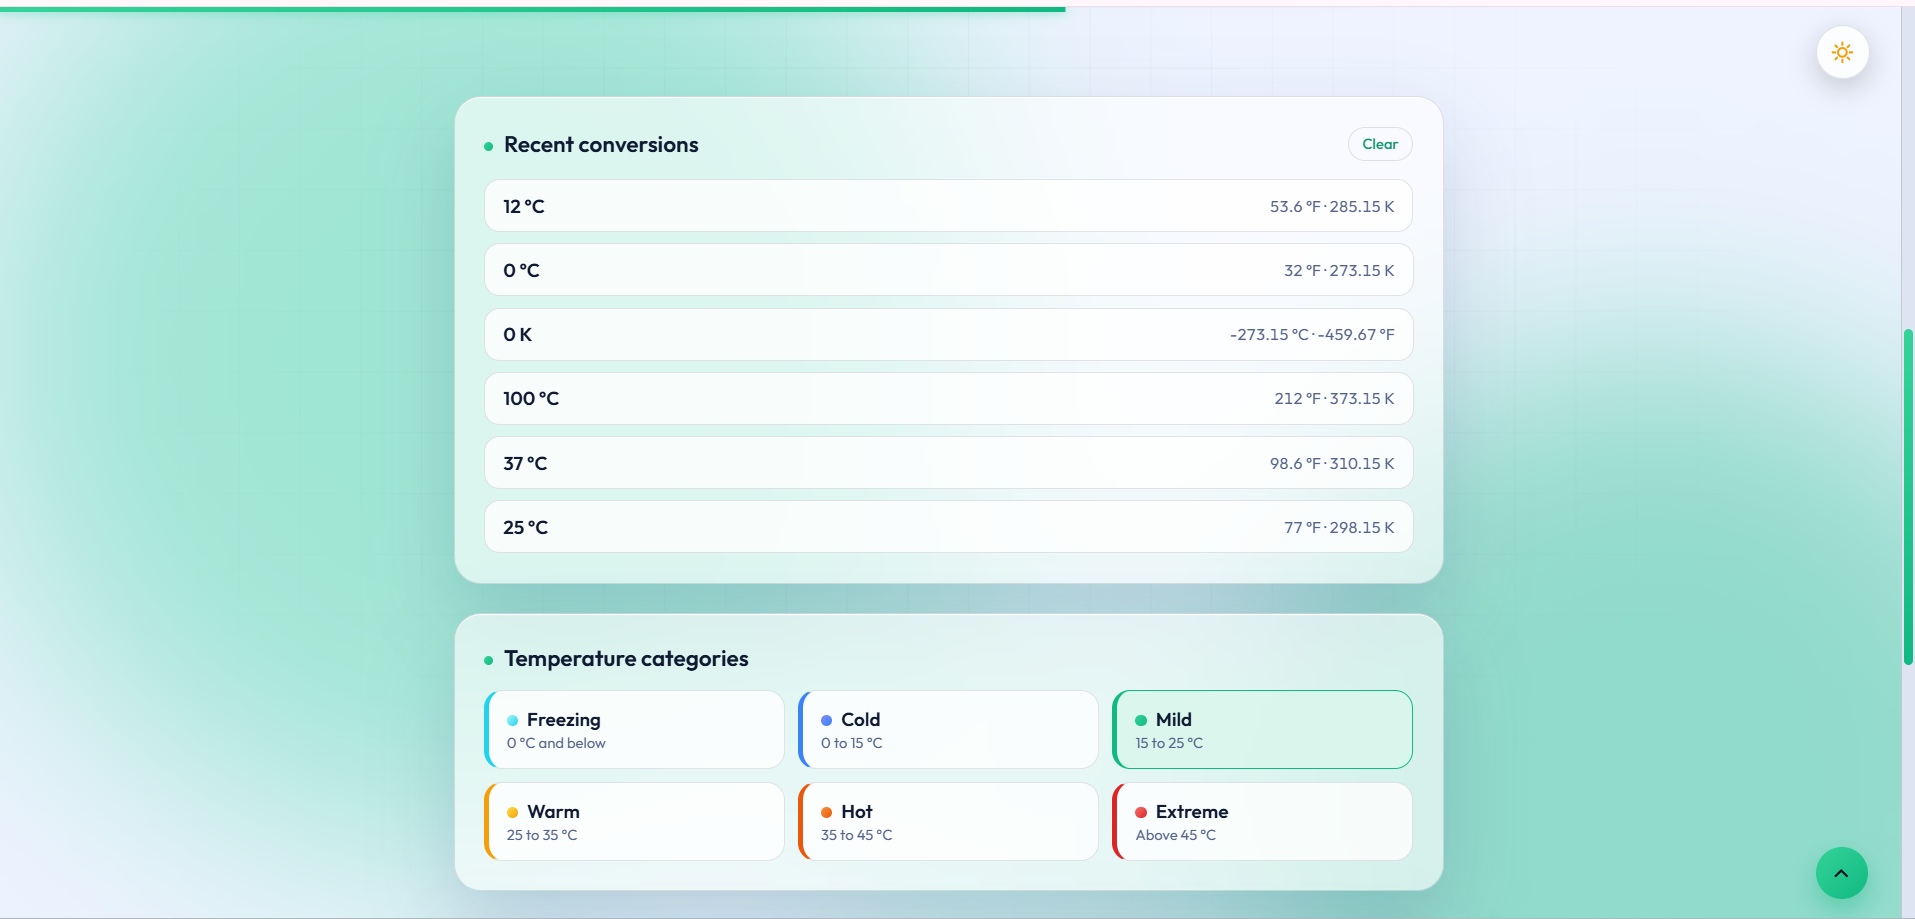 Recent conversions
Clear
12 °C
53.6 °F · 285.15 K
0 °C
32 °F · 273.15 K
0 K
-273.15 °C · -459.67 °F
100 °C
212 °F · 373.15 K
37 °C
98.6 °F · 310.15 K
25 °C
77 °F · 298.15 K
Temperature categories
Freezing
0 °C and below
Cold
0 to 15 °C
Mild
15 to 25 °C
Warm
25 to 35 °C
Hot
35 to 45 °C
Extreme
Above 45 °C